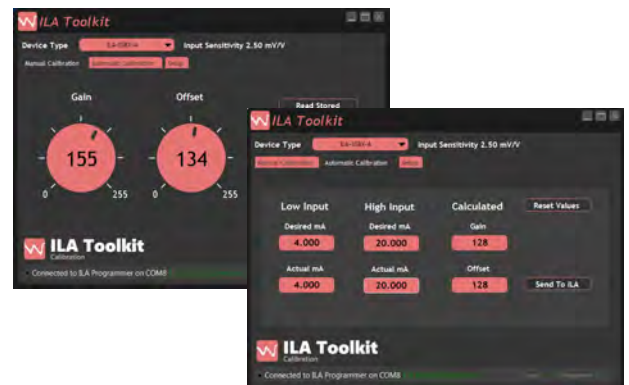 ILA Toolkit
Device Type
Input Sensitivity 2.50 mV/V
Manual Calibration
Automatic Calibration
Setup
Gain
Offset
Read Stored
155
134
0
255
0
255
ILA Toolkit
Calibration
Connected to ILA Programmer on COM8
ILA Toolkit
Device Type
Input Sensitivity 2.50 mV/V
Manual Calibration
Automatic Calibration
Setup
Low Input
High Input
Calculated
Reset Values
Desired mA
Desired mA
Gain
4.000
20.000
128
Actual mA
Actual mA
Offset
4.000
20.000
128
Send To ILA
ILA Toolkit
Calibration
Connected to ILA Programmer on COM8